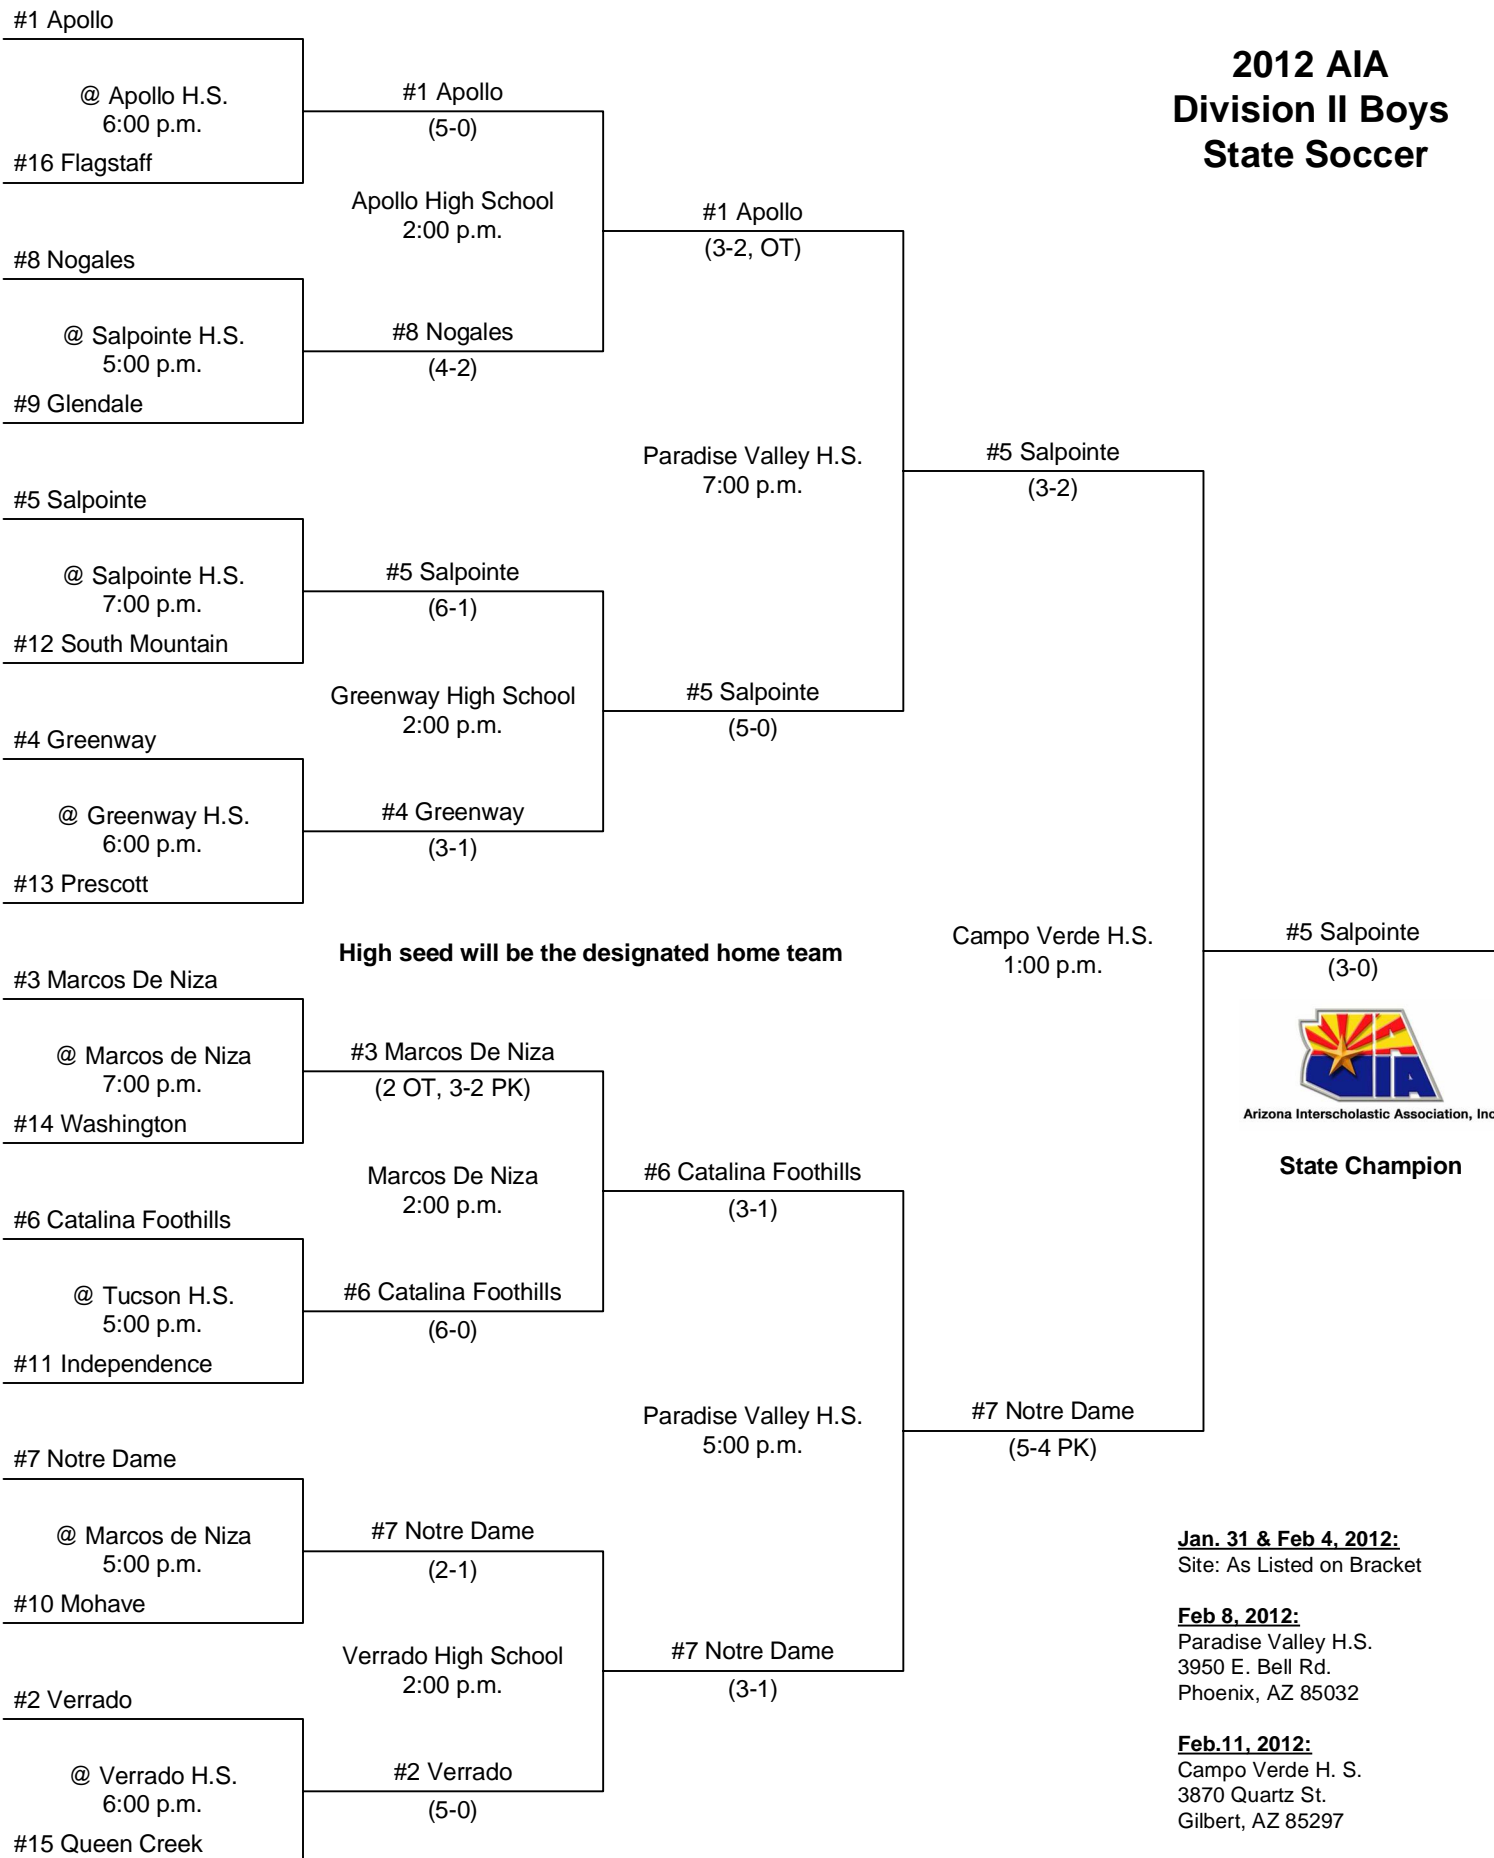 2012 AIA
Division II Boys
State Soccer
#1 Apollo
@ Apollo H.S.
6:00 p.m.
#16 Flagstaff
#8 Nogales
@ Salpointe H.S.
5:00 p.m.
#9 Glendale
#5 Salpointe
@ Salpointe H.S.
7:00 p.m.
#12 South Mountain
#4 Greenway
@ Greenway H.S.
6:00 p.m.
#13 Prescott
#3 Marcos De Niza
@ Marcos de Niza
7:00 p.m.
#14 Washington
#6 Catalina Foothills
@ Tucson H.S.
5:00 p.m.
#11 Independence
#7 Notre Dame
@ Marcos de Niza
5:00 p.m.
#10 Mohave
#2 Verrado
@ Verrado H.S.
6:00 p.m.
#15 Queen Creek
#1 Apollo
(5-0)
Apollo High School
2:00 p.m.
#8 Nogales
(4-2)
#5 Salpointe
(6-1)
Greenway High School
2:00 p.m.
#4 Greenway
(3-1)
High seed will be the designated home team
#3 Marcos De Niza
(2 OT, 3-2 PK)
Marcos De Niza
2:00 p.m.
#6 Catalina Foothills
(6-0)
#7 Notre Dame
(2-1)
Verrado High School
2:00 p.m.
#2 Verrado
(5-0)
#1 Apollo
(3-2, OT)
Paradise Valley H.S.
7:00 p.m.
#5 Salpointe
(5-0)
#6 Catalina Foothills
(3-1)
Paradise Valley H.S.
5:00 p.m.
#7 Notre Dame
(3-1)
#5 Salpointe
(3-2)
Campo Verde H.S.
1:00 p.m.
#7 Notre Dame
(5-4 PK)
#5 Salpointe
(3-0)
AIA
Arizona Interscholastic Association, Inc
State Champion
Jan. 31 & Feb 4, 2012:
Site: As Listed on Bracket
Feb 8, 2012:
Paradise Valley H.S.
3950 E. Bell Rd.
Phoenix, AZ 85032
Feb.11, 2012:
Campo Verde H. S.
3870 Quartz St.
Gilbert, AZ 85297